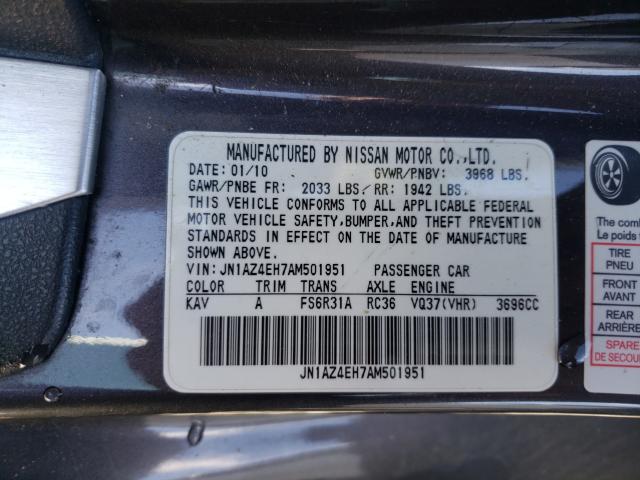 MANUFACTURED BY NISSAN MOTOR CO.,LTD.
DATE: 01/10 GVWR/PNBV: 3968 LBS.
GAWR/PNBE FR: 2033 LBS/RR: 1942 LBS.
THIS VEHICLE CONFORMS TO ALL APPLICABLE FEDERAL
MOTOR VEHICLE SAFETY,BUMPER,AND THEFT PREVENTION
STANDARDS IN EFFECT ON THE DATE OF MANUFACTURE
SHOWN ABOVE.
VIN: JN1AZ4EH7AM501951 PASSENGER CAR
COLOR TRIM TRANS AXLE ENGINE
KAV A FS6R31A RC36 VQ37(VHR) 3696CC
JN1AZ4EH7AM501951
The comb
Le poids
TIRE
PNEU
FRONT
AVANT
REAR
ARRIÈRE
SPARE
DE SECOU